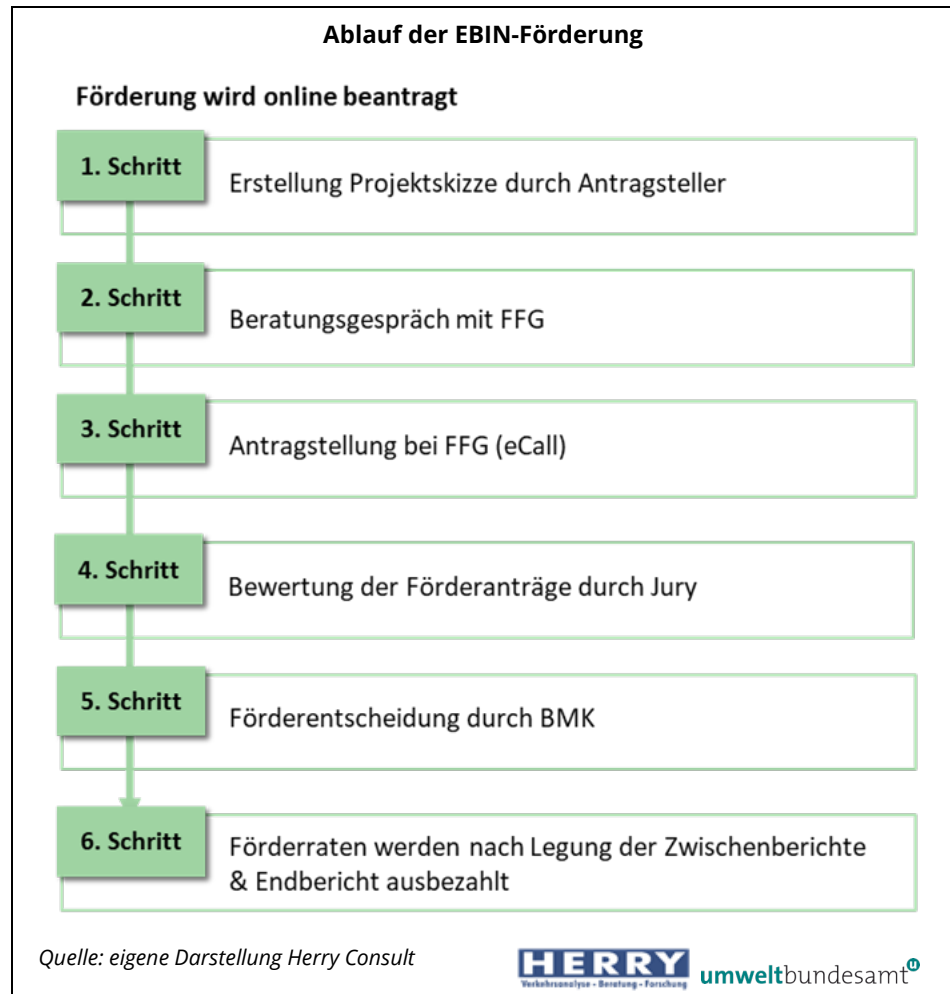 Ablauf der EBIN-Förderung
Förderung wird online beantragt
1. Schritt
Erstellung Projektskizze durch Antragsteller
2. Schritt
Beratungsgespräch mit FFG
3. Schritt
Antragstellung bei FFG (eCall)
4. Schritt
Bewertung der Förderanträge durch Jury
5. Schritt
Förderentscheidung durch BMK
6. Schritt
Förderraten werden nach Legung der Zwischenberichte
& Endbericht ausbezahlt
Quelle: eigene Darstellung Herry Consult
HERRY
Verkehrsanalyse - Beratung - Forschung
umweltbundesamt U